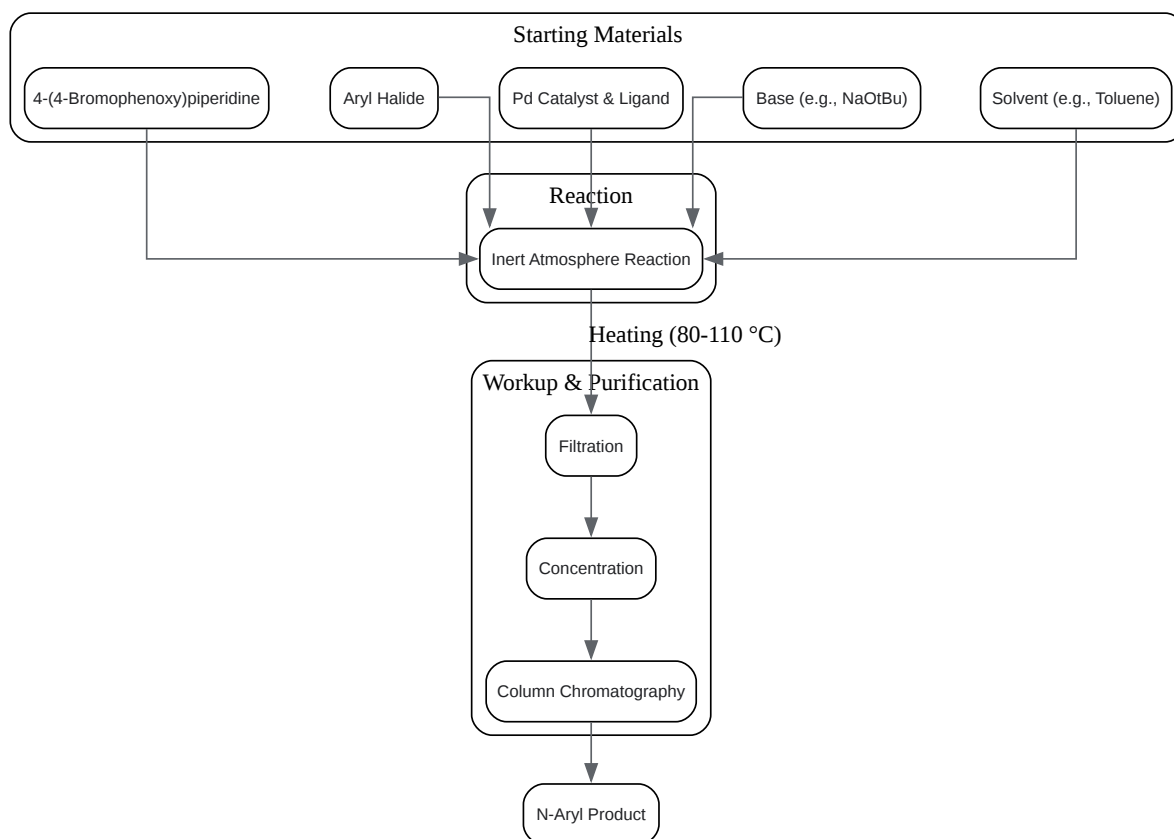 Starting Materials
4-(4-Bromophenoxy)piperidine
Aryl Halide
Pd Catalyst & Ligand
Base (e.g., NaOtBu)
Solvent (e.g., Toluene)
Reaction
Inert Atmosphere Reaction
Heating (80-110 °C)
Workup & Purification
Filtration
Concentration
Column Chromatography
N-Aryl Product